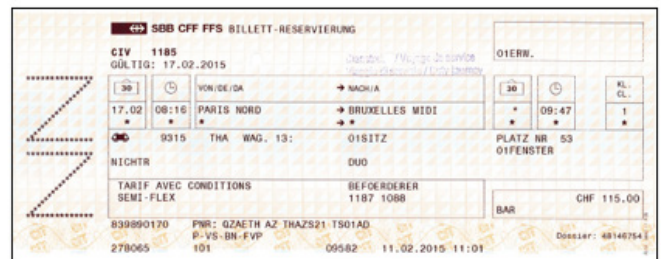 SBB CFF FFS BILLETT-RESERVIERUNG
CIV 1185
GÜLTIG: 17.02.2015
01ERW.
VON/DE/DA → NACH/A KL. CL.
17.02 08:16 PARIS NORD → BRUXELLES MIDI * 09:47 1
* * * → * * * *
9315 THA WAG. 13: 01SITZ PLATZ NR 53
01FENSTER
NICHTR DUO
TARIF AVEC CONDITIONS BEFOERDERER
SEMI-FLEX 1187 1088
CHF 115.00
BAR
839890170 PNR: QZAETH AZ THAZS21 TS01AD
P-VS-BN-FVP
Dossier: 48146754
278065 101 09582 11.02.2015 11:01